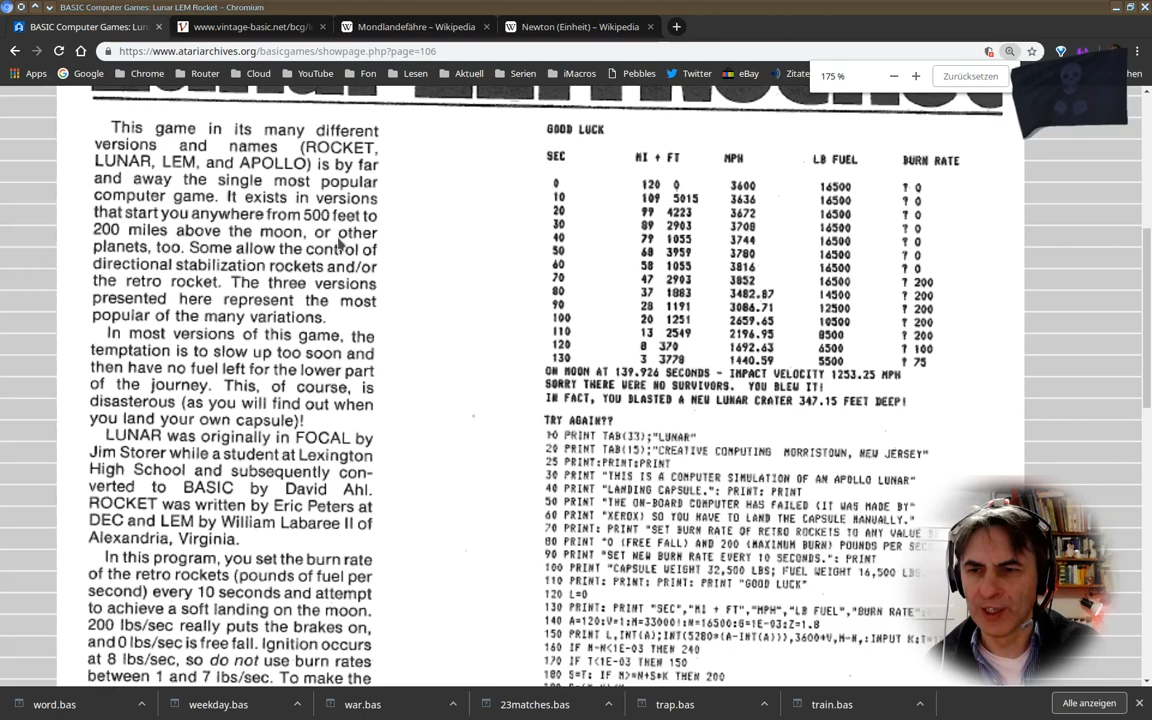 BASIC Computer Games: Lunar LEM Rocket – Chromium
BASIC Computer Games: Lun
www.vintage-basic.net/bcg/
Mondlandefähre – Wikipedia
Newton (Einheit) – Wikipedia
https://www.atariarchives.org/basicgames/showpage.php?page=106
Apps
Google
Chrome
Router
Cloud
YouTube
Fon
Lesen
Aktuell
Serien
iMacros
Pebbles
Twitter
eBay
Zitate
chen
175 %
Zurücksetzen
Lunar LEM Rocket
This game in its many different
versions and names (ROCKET,
LUNAR, LEM, and APOLLO) is by far
and away the single most popular
computer game. It exists in versions
that start you anywhere from 500 feet to
200 miles above the moon, or other
planets, too. Some allow the control of
directional stabilization rockets and/or
the retro rocket. The three versions
presented here represent the most
popular of the many variations.
In most versions of this game, the
temptation is to slow up too soon and
then have no fuel left for the lower part
of the journey. This, of course, is
disasterous (as you will find out when
you land your own capsule)!
LUNAR was originally in FOCAL by
Jim Storer while a student at Lexington
High School and subsequently con-
verted to BASIC by David Ahl.
ROCKET was written by Eric Peters at
DEC and LEM by William Labaree II of
Alexandria, Virginia.
In this program, you set the burn rate
of the retro rockets (pounds of fuel per
second) every 10 seconds and attempt
to achieve a soft landing on the moon.
200 lbs/sec really puts the brakes on,
and 0 lbs/sec is free fall. Ignition occurs
at 8 lbs/sec, so do not use burn rates
between 1 and 7 lbs/sec. To make the
GOOD LUCK
SEC MI + FT MPH LB FUEL BURN RATE
0 120 0 3600 16500 ? 0
10 109 5015 3636 16500 ? 0
20 99 4223 3672 16500 ? 0
30 89 2903 3708 16500 ? 0
40 79 1055 3744 16500 ? 0
50 68 3959 3780 16500 ? 0
60 58 1055 3816 16500 ? 0
70 47 2903 3852 16500 ? 200
80 37 1883 3482.87 14500 ? 200
90 28 1191 3086.71 12500 ? 200
100 20 1251 2659.65 10500 ? 200
110 13 2549 2196.95 8500 ? 200
120 8 370 1692.63 6500 ? 100
130 3 3778 1440.59 5500 ? 75
ON MOON AT 139.926 SECONDS - IMPACT VELOCITY 1253.25 MPH
SORRY THERE WERE NO SURVIVORS. YOU BLEW IT!
IN FACT, YOU BLASTED A NEW LUNAR CRATER 347.15 FEET DEEP!
TRY AGAIN??
10 PRINT TAB(33);"LUNAR"
20 PRINT TAB(15);"CREATIVE COMPUTING MORRISTOWN, NEW JERSEY"
25 PRINT:PRINT:PRINT
30 PRINT "THIS IS A COMPUTER SIMULATION OF AN APOLLO LUNAR"
40 PRINT "LANDING CAPSULE.": PRINT: PRINT
50 PRINT "THE ON-BOARD COMPUTER HAS FAILED (IT WAS MADE BY"
60 PRINT "XEROX) SO YOU HAVE TO LAND THE CAPSULE MANUALLY."
70 PRINT: PRINT "SET BURN RATE OF RETRO ROCKETS TO ANY VALUE
80 PRINT "0 (FREE FALL) AND 200 (MAXIMUM BURN) POUNDS PER SEC
90 PRINT "SET NEW BURN RATE EVERY 10 SECONDS.": PRINT
100 PRINT "CAPSULE WEIGHT 32,500 LBS; FUEL WEIGHT 16,500 LBS.
110 PRINT: PRINT: PRINT: PRINT "GOOD LUCK"
120 L=0
130 PRINT: PRINT "SEC","MI + FT","MPH","LB FUEL","BURN RATE":
140 A=120:V=1:M=33000!:N=16500:G=1E-03:Z=1.8
150 PRINT L,INT(A);INT(5280*(A-INT(A))),3600*V,M-N,:INPUT K:T=1
160 IF M-N<1E-03 THEN 240
170 IF T<1E-03 THEN 150
180 S=T: IF M>=N+S*K THEN 200
word.bas
weekday.bas
war.bas
23matches.bas
trap.bas
train.bas
Alle anzeigen